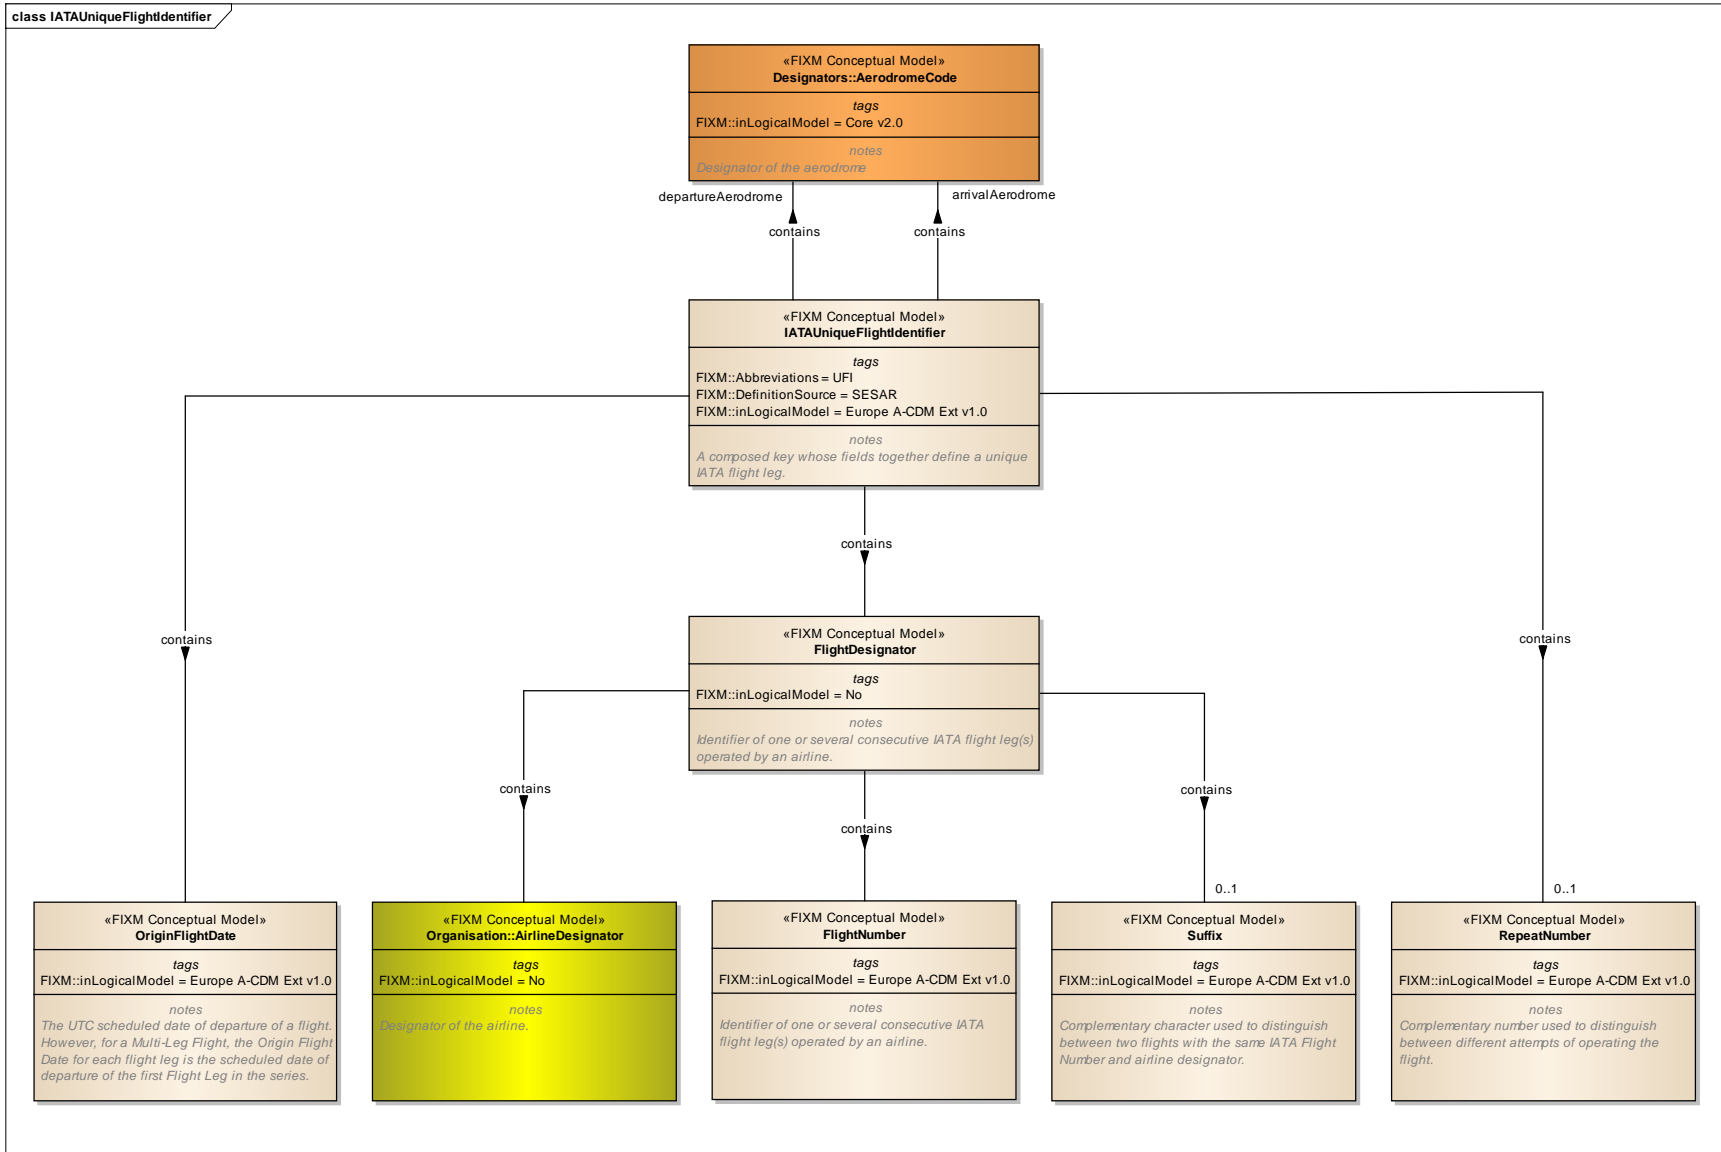 class IATAUniqueFlightIdentifier
«FIXM Conceptual Model»
Designators::AerodromeCode
tags
FIXM::inLogicalModel = Core v2.0
notes
Designator of the aerodrome
departureAerodrome
arrivalAerodrome
contains
contains
«FIXM Conceptual Model»
IATAUniqueFlightIdentifier
tags
FIXM::Abbreviations = UFI
FIXM::DefinitionSource = SESAR
FIXM::inLogicalModel = Europe A-CDM Ext v1.0
notes
A composed key whose fields together define a unique
IATA flight leg.
contains
contains
contains
«FIXM Conceptual Model»
FlightDesignator
tags
FIXM::inLogicalModel = No
notes
Identifier of one or several consecutive IATA flight leg(s)
operated by an airline.
contains
contains
contains
0..1
0..1
«FIXM Conceptual Model»
OriginFlightDate
tags
FIXM::inLogicalModel = Europe A-CDM Ext v1.0
notes
The UTC scheduled date of departure of a flight.
However, for a Multi-Leg Flight, the Origin Flight
Date for each flight leg is the scheduled date of
departure of the first Flight Leg in the series.
«FIXM Conceptual Model»
Organisation::AirlineDesignator
tags
FIXM::inLogicalModel = No
notes
Designator of the airline.
«FIXM Conceptual Model»
FlightNumber
tags
FIXM::inLogicalModel = Europe A-CDM Ext v1.0
notes
Identifier of one or several consecutive IATA
flight leg(s) operated by an airline.
«FIXM Conceptual Model»
Suffix
tags
FIXM::inLogicalModel = Europe A-CDM Ext v1.0
notes
Complementary character used to distinguish
between two flights with the same IATA Flight
Number and airline designator.
«FIXM Conceptual Model»
RepeatNumber
tags
FIXM::inLogicalModel = Europe A-CDM Ext v1.0
notes
Complementary number used to distinguish
between different attempts of operating the
flight.